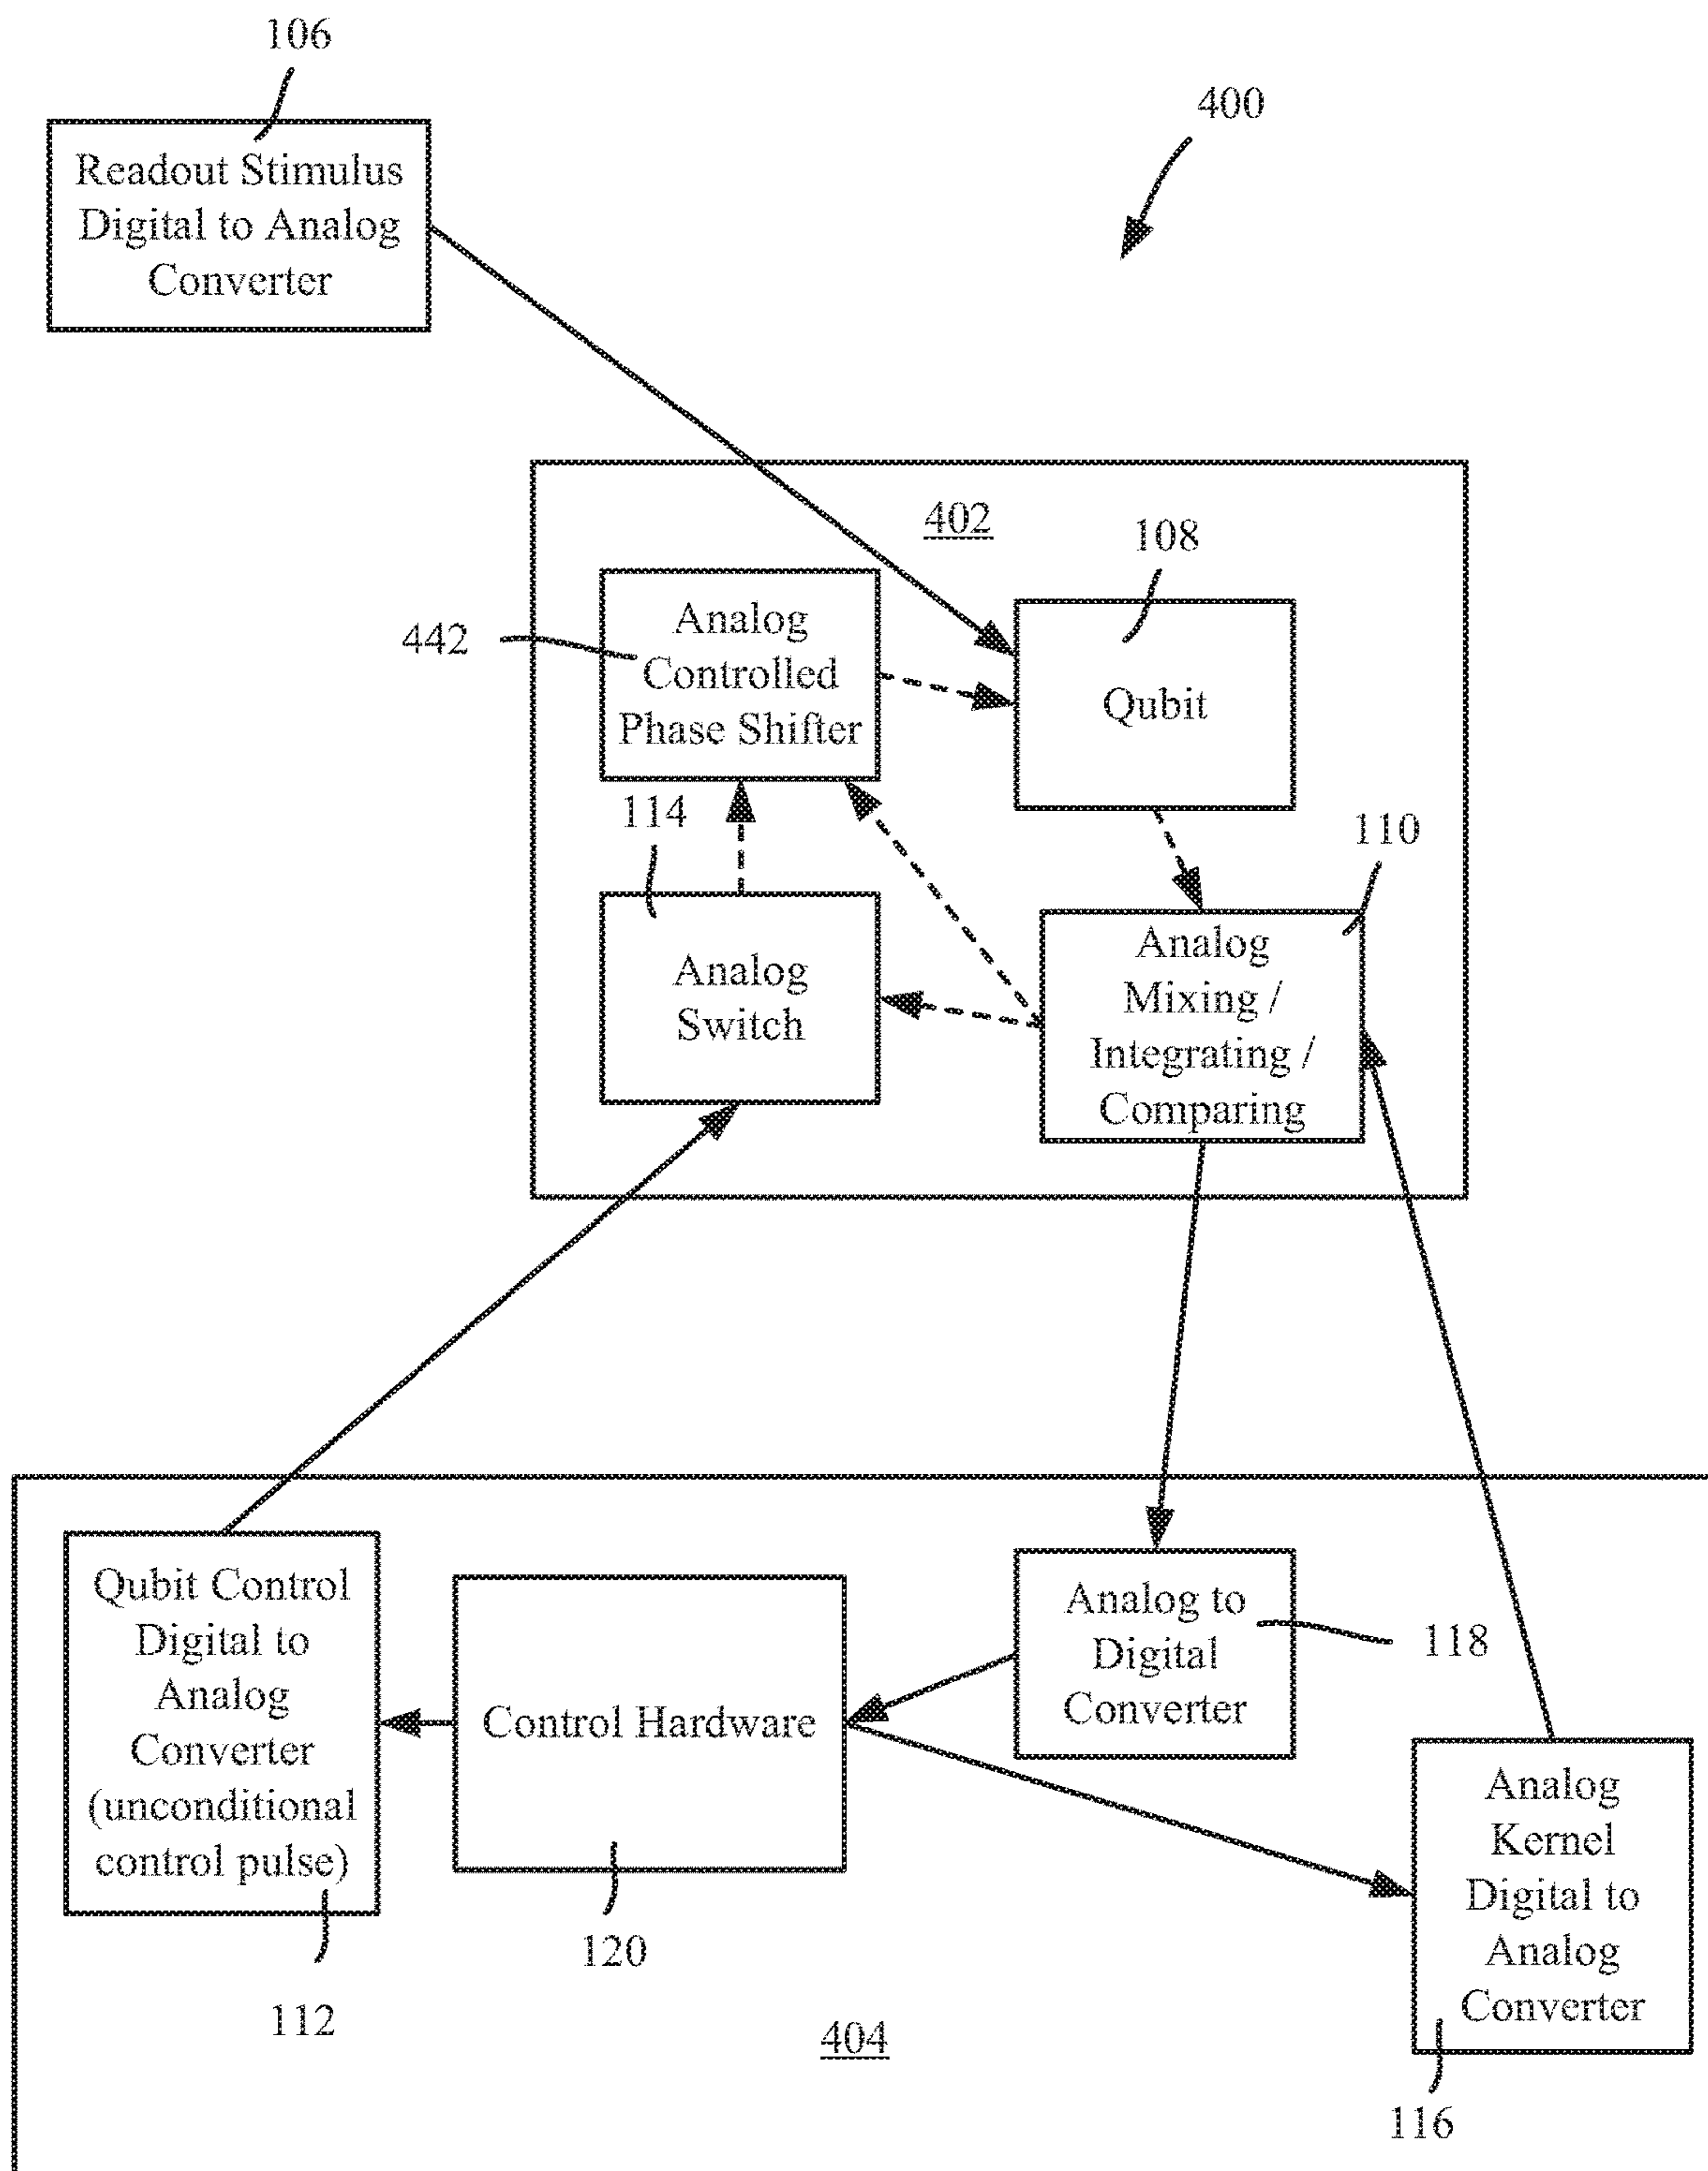 106
400
Readout Stimulus
Digital to Analog
Converter
402
108
442
Analog
Controlled
Phase Shifter
Qubit
114
110
Analog
Switch
Analog
Mixing /
Integrating /
Comparing
Qubit Control
Digital to
Analog
Converter
(unconditional
control pulse)
Control Hardware
Analog to
Digital
Converter
118
Analog
Kernel
Digital to
Analog
Converter
120
112
404
116